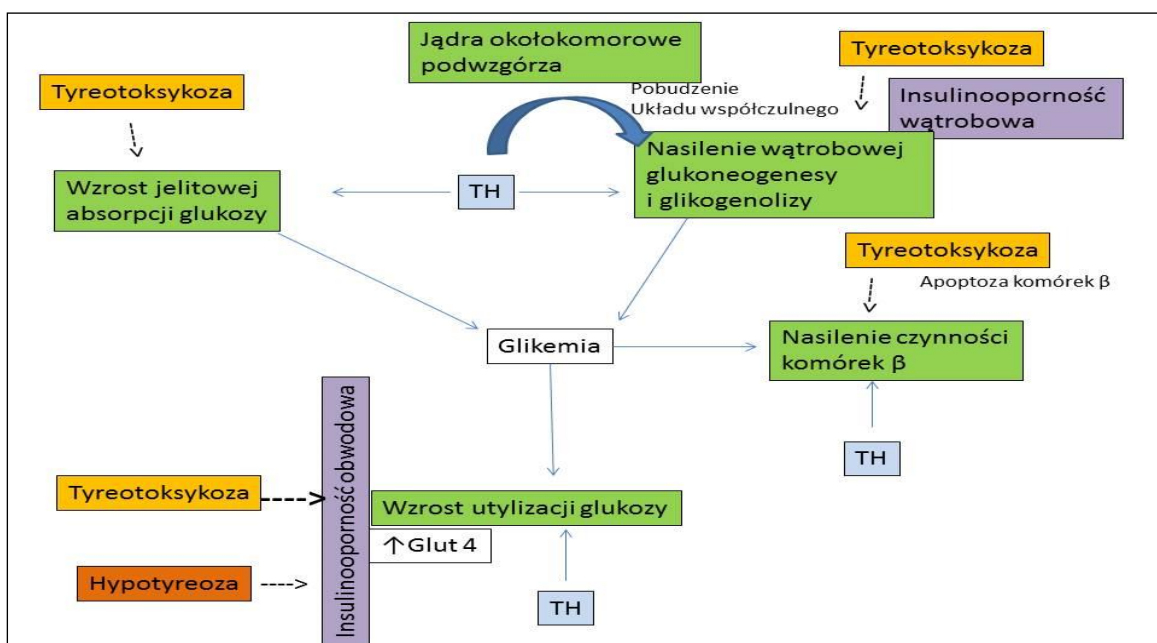 Jądra okołokomorowe
podwzgórza
Tyreotoksykoza
Tyreotoksykoza
Pobudzenie
Układu współczulnego
Insulinooporność
wątrobowa
Wzrost jelitowej
absorpcji glukozy
TH
Nasilenie wątrobowej
glukoneogenesy
i glikogenolizy
Tyreotoksykoza
Apoptoza komórek β
Glikemia
Nasilenie czynności
komórek β
TH
Insulinooporność obwodowa
Tyreotoksykoza
Wzrost utylizacji glukozy
↑Glut 4
Hypotyreoza
TH